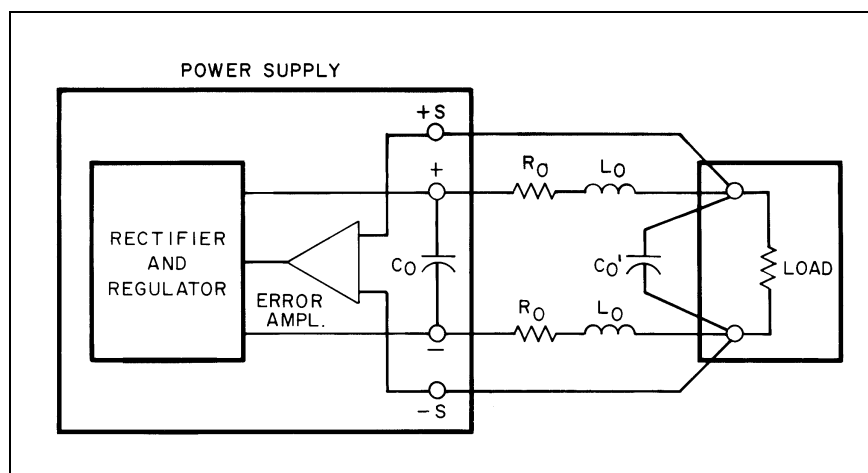 POWER SUPPLY
+S
+
RO
LO
RECTIFIER
AND
REGULATOR
ERROR
AMPL.
CO
CO'
LOAD
RO
LO
−
−S